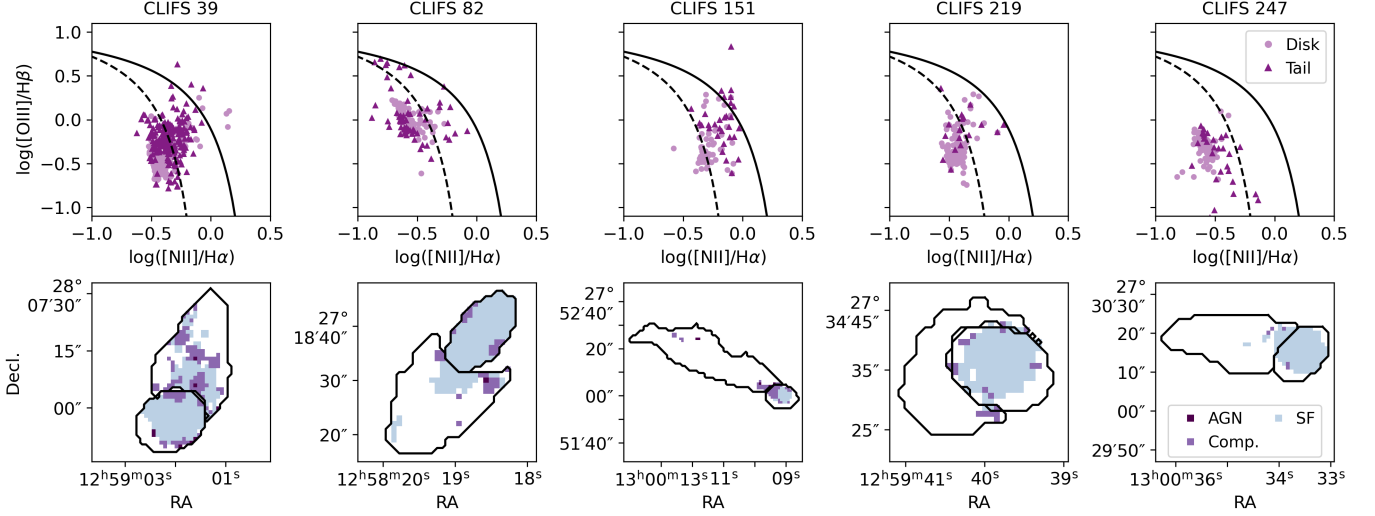 CLIFS 39 CLIFS 82 CLIFS 151 CLIFS 219 CLIFS 247
log([OIII]/Hβ)
1.0
0.5
0.0
−0.5
−1.0
Disk
Tail
−1.0 −0.5 0.0 0.5 −1.0 −0.5 0.0 0.5 −1.0 −0.5 0.0 0.5 −1.0 −0.5 0.0 0.5 −1.0 −0.5 0.0 0.5
log([NII]/Hα) log([NII]/Hα) log([NII]/Hα) log([NII]/Hα) log([NII]/Hα)
Decl.
28°
07′30″
15″
00″
12ʰ59ᵐ03ˢ 01ˢ
RA
27°
18′40″
30″
20″
12ʰ58ᵐ20ˢ 19ˢ 18ˢ
RA
27°
52′40″
20″
00″
51′40″
13ʰ00ᵐ13ˢ 11ˢ 09ˢ
RA
27°
34′45″
35″
25″
12ʰ59ᵐ41ˢ 40ˢ 39ˢ
RA
27°
30′30″
20″
10″
00″
29′50″
AGN SF
Comp.
13ʰ00ᵐ36ˢ 34ˢ 33ˢ
RA